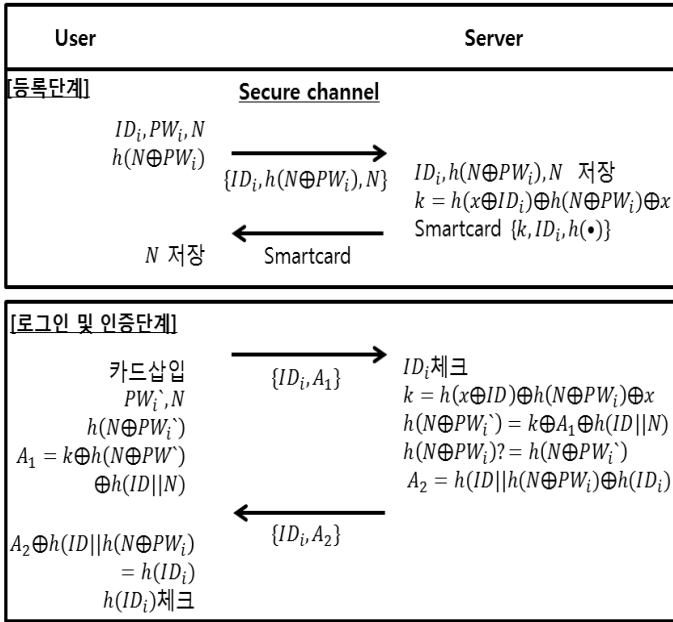 User Server
[등록단계]
Secure channel
ID_i, PW_i, N
h(N⊕PW_i)
{ID_i, h(N⊕PW_i), N}
ID_i, h(N⊕PW_i), N 저장
k = h(x⊕ID_i)⊕h(N⊕PW_i)⊕x
Smartcard {k, ID_i, h(•)}
N 저장
Smartcard
[로그인 및 인증단계]
카드삽입
PW_i`, N
h(N⊕PW_i`)
A_1 = k⊕h(N⊕PW`)
⊕h(ID||N)
{ID_i, A_1}
ID_i체크
k = h(x⊕ID)⊕h(N⊕PW_i)⊕x
h(N⊕PW_i`) = k⊕A_1⊕h(ID||N)
h(N⊕PW_i)? = h(N⊕PW_i`)
A_2 = h(ID||h(N⊕PW_i)⊕h(ID_i)
{ID_i, A_2}
A_2⊕h(ID||h(N⊕PW_i)
= h(ID_i)
h(ID_i)체크